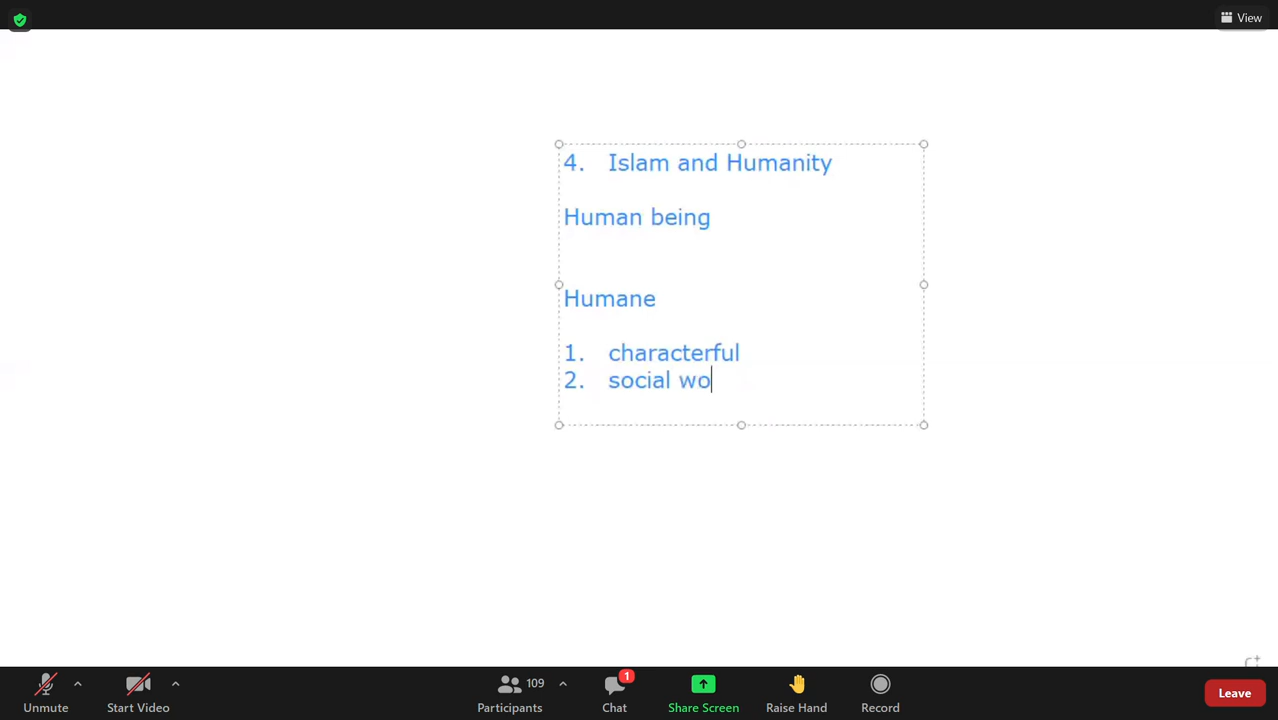 View
4. Islam and Humanity
Human being
Humane
1. characterful
2. social wo
109
1
Unmute
Start Video
Participants
Chat
Share Screen
Raise Hand
Record
Leave